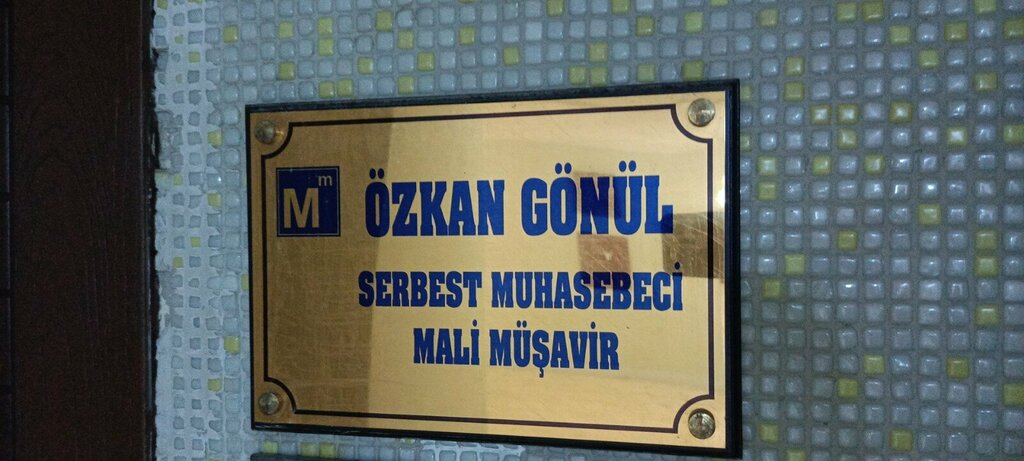 Mm
ÖZKAN GÖNÜL
SERBEST MUHASEBECİ
MALİ MÜŞAVİR